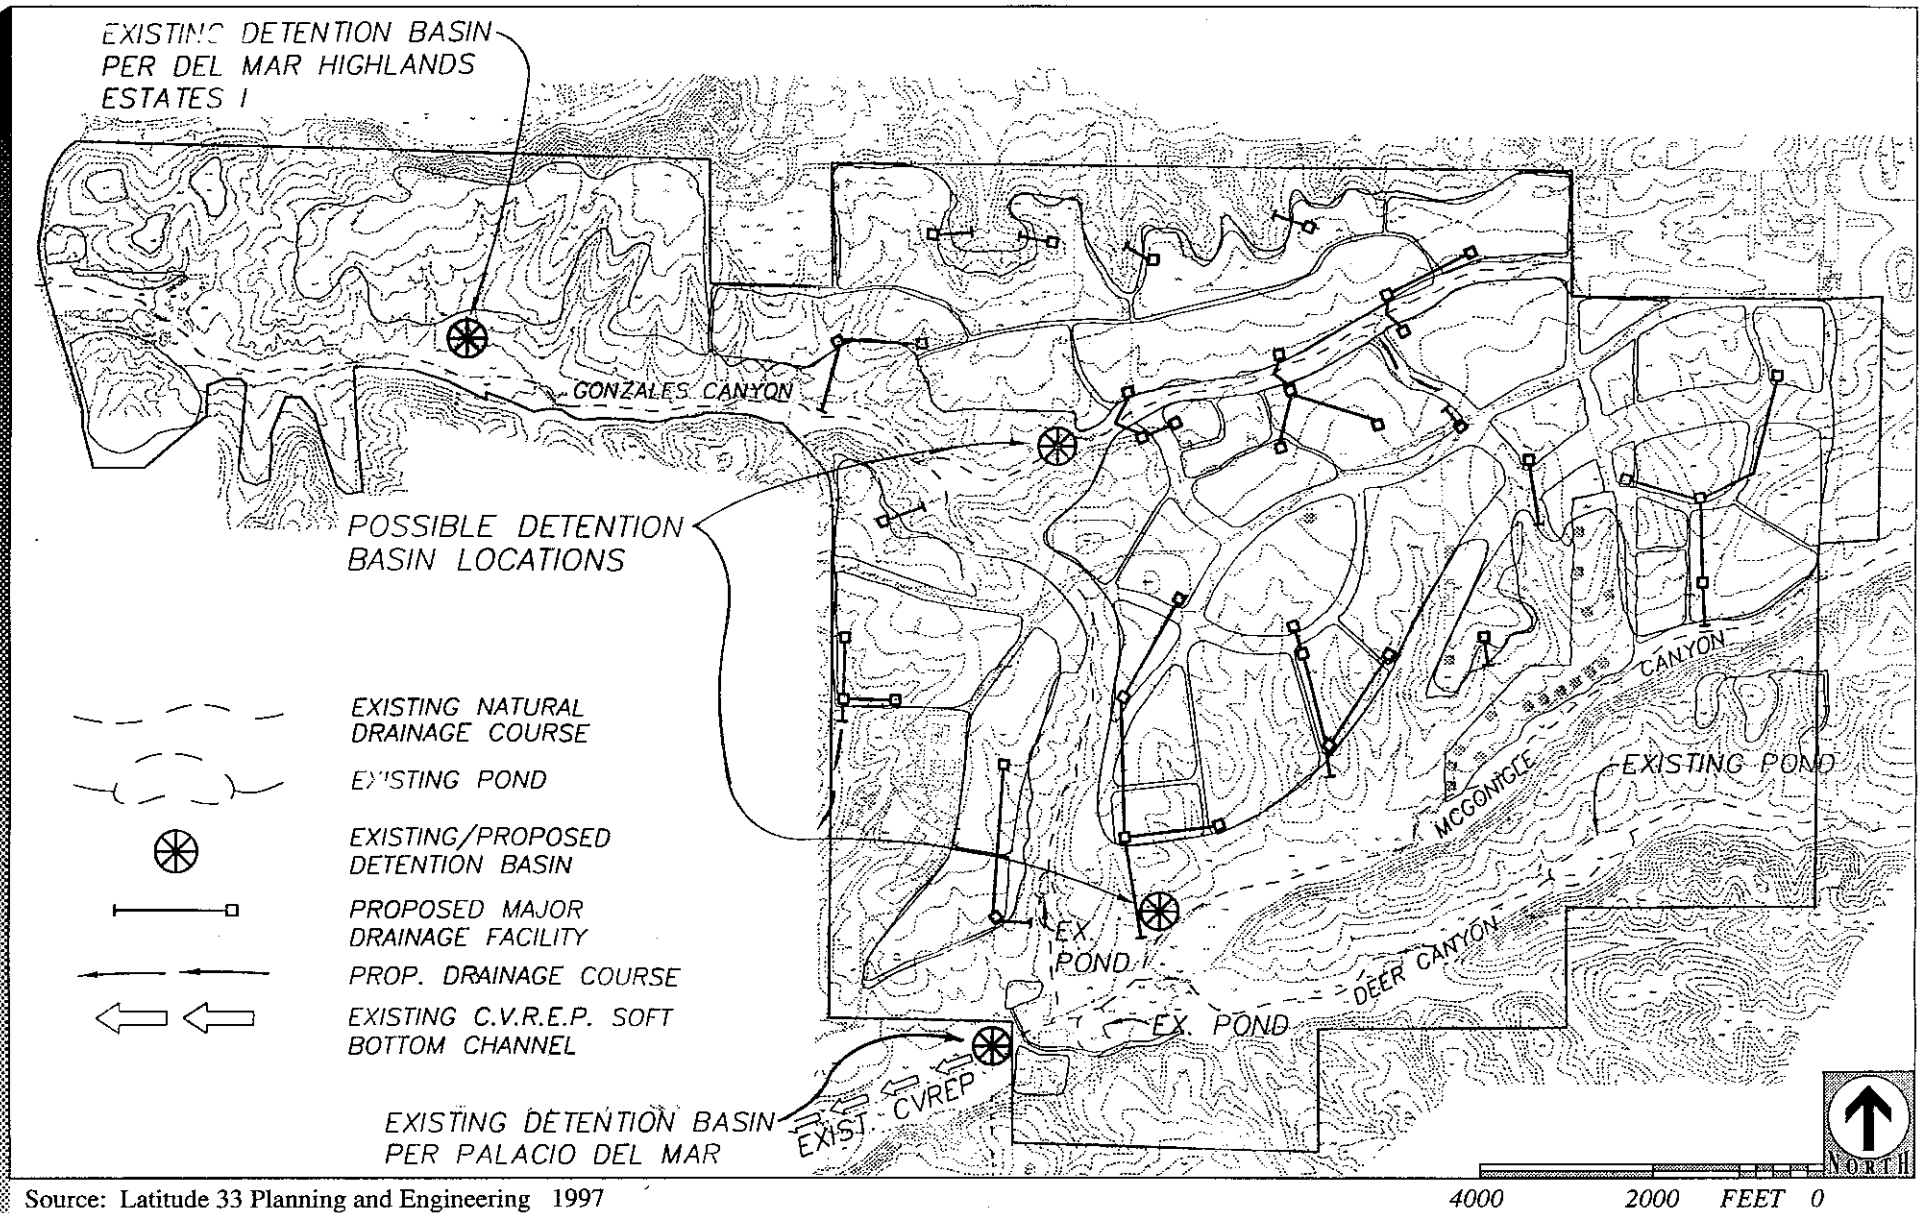 EXISTING DETENTION BASIN
PER DEL MAR HIGHLANDS
ESTATES I
GONZALES CANYON
POSSIBLE DETENTION
BASIN LOCATIONS
CANYON
MCGONIGLE
EXISTING POND
EXISTING NATURAL
DRAINAGE COURSE
EXISTING POND
EXISTING/PROPOSED
DETENTION BASIN
PROPOSED MAJOR
DRAINAGE FACILITY
PROP. DRAINAGE COURSE
EXISTING C.V.R.E.P. SOFT
BOTTOM CHANNEL
EX.
POND
DEER CANYON
EX. POND
EXIST. CVREP
EXISTING DETENTION BASIN
PER PALACIO DEL MAR
NORTH
Source: Latitude 33 Planning and Engineering 1997
4000 2000 FEET 0